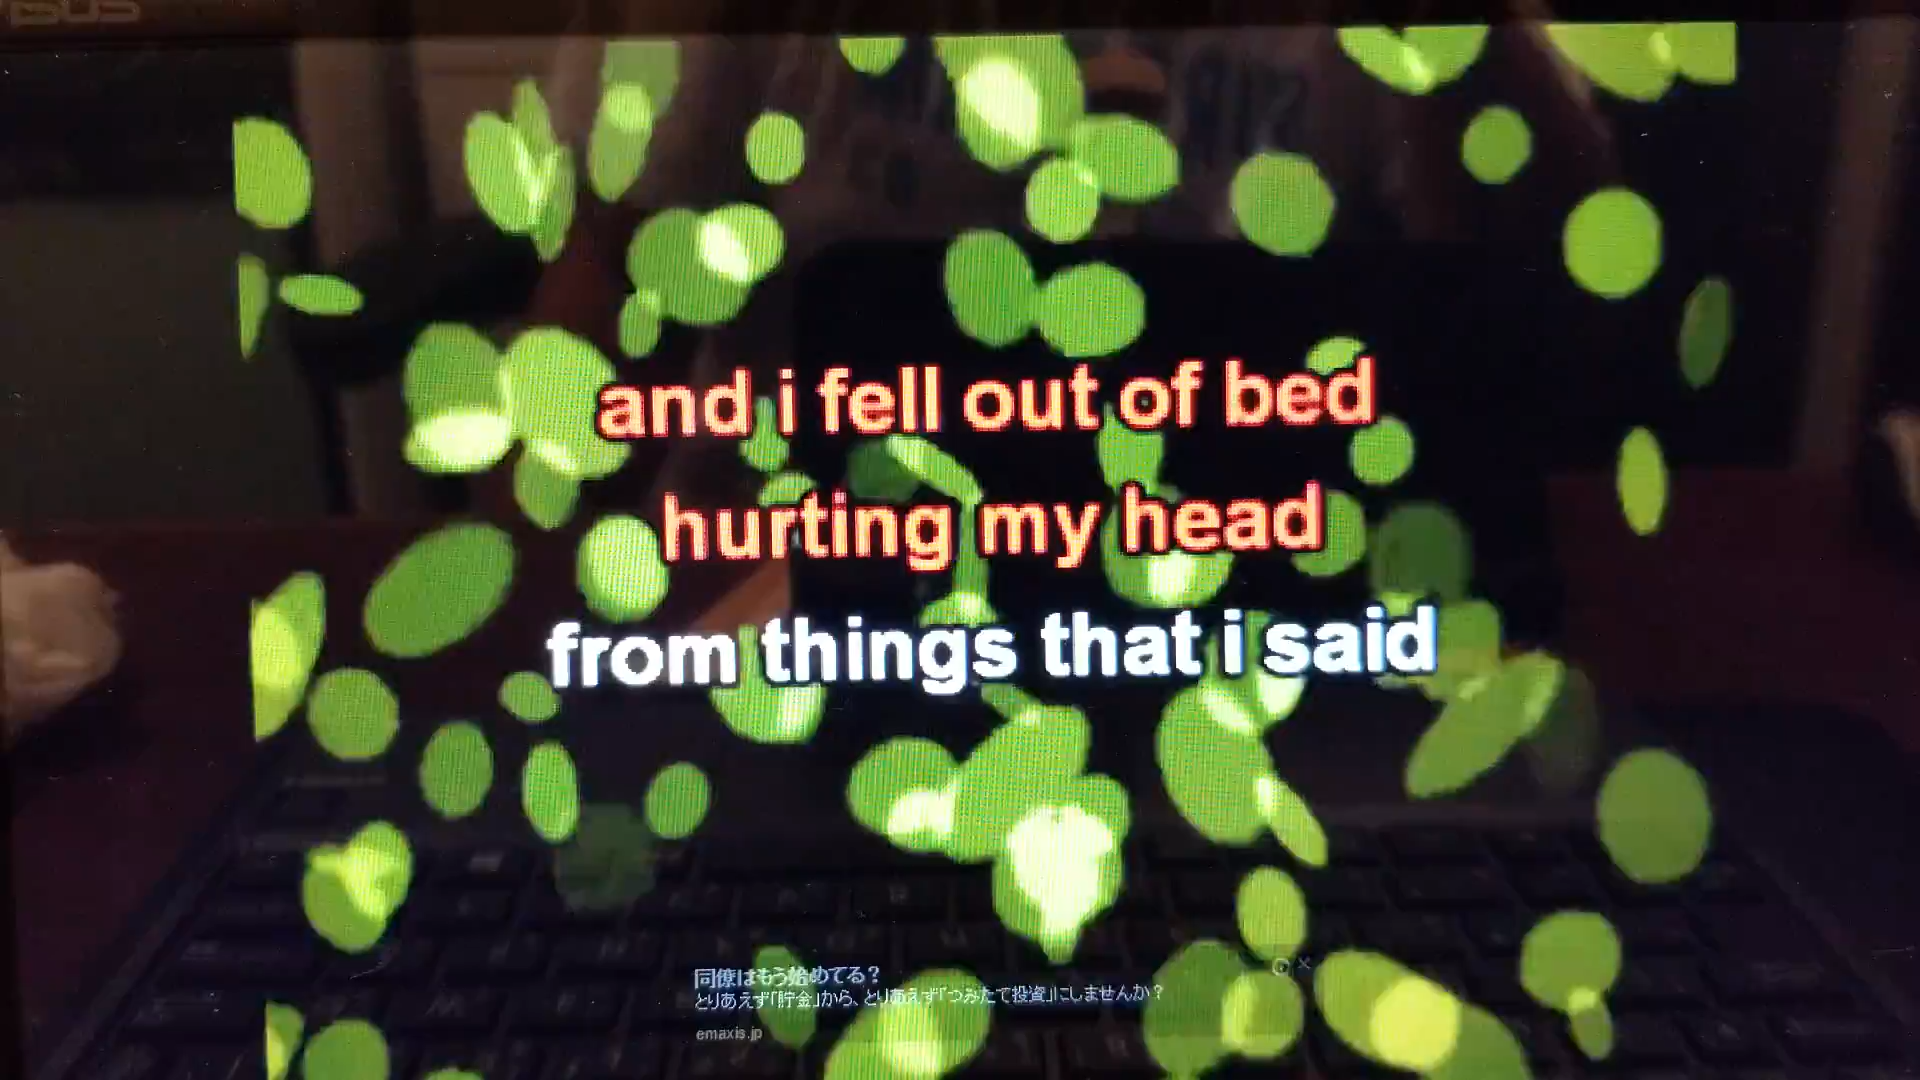 and i fell out of bed
hurting my head
from things that i said
同僚はもう始めてる？
とりあえず「貯金」から、とりあえず「つみたて投資」にしませんか？
emaxis.jp